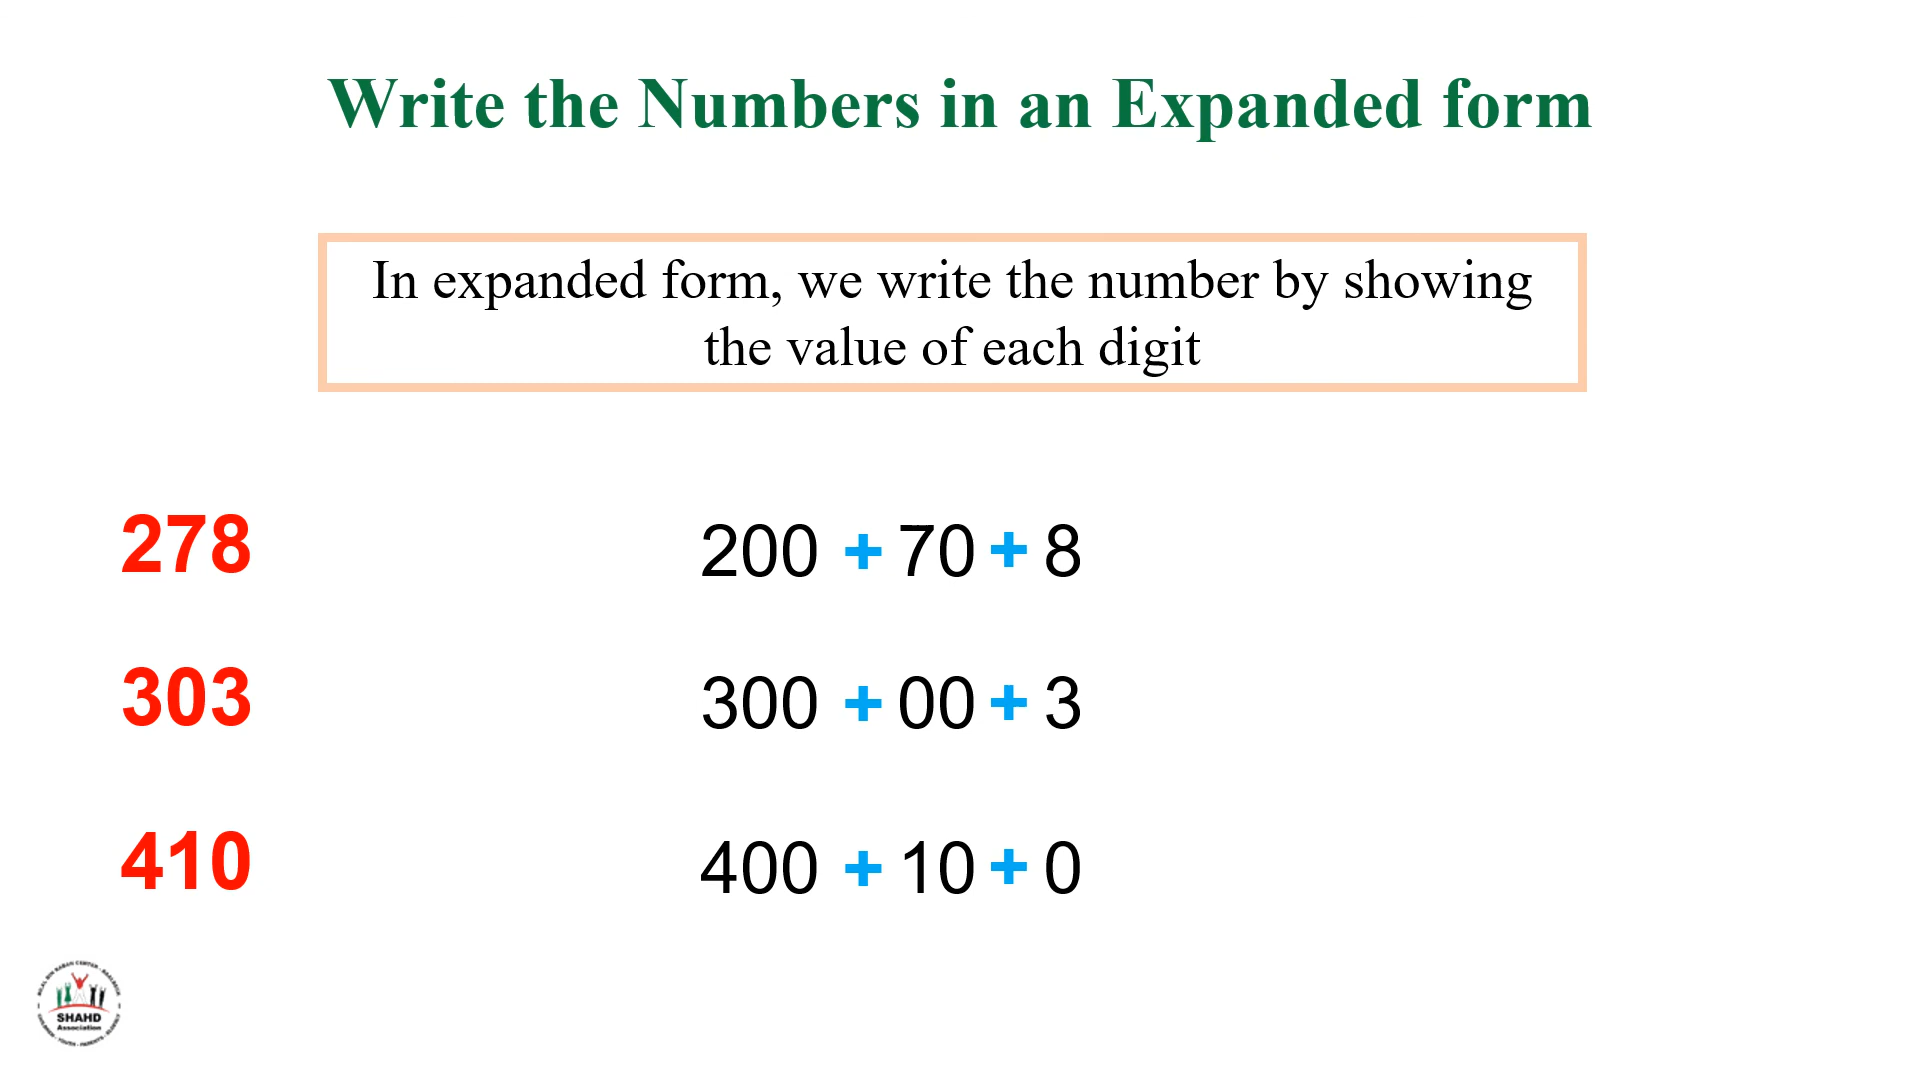 Write the Numbers in an Expanded form
In expanded form, we write the number by showing
the value of each digit
278 200 + 70 + 8
303 300 + 00 + 3
410 400 + 10 + 0
SHAHD
Association